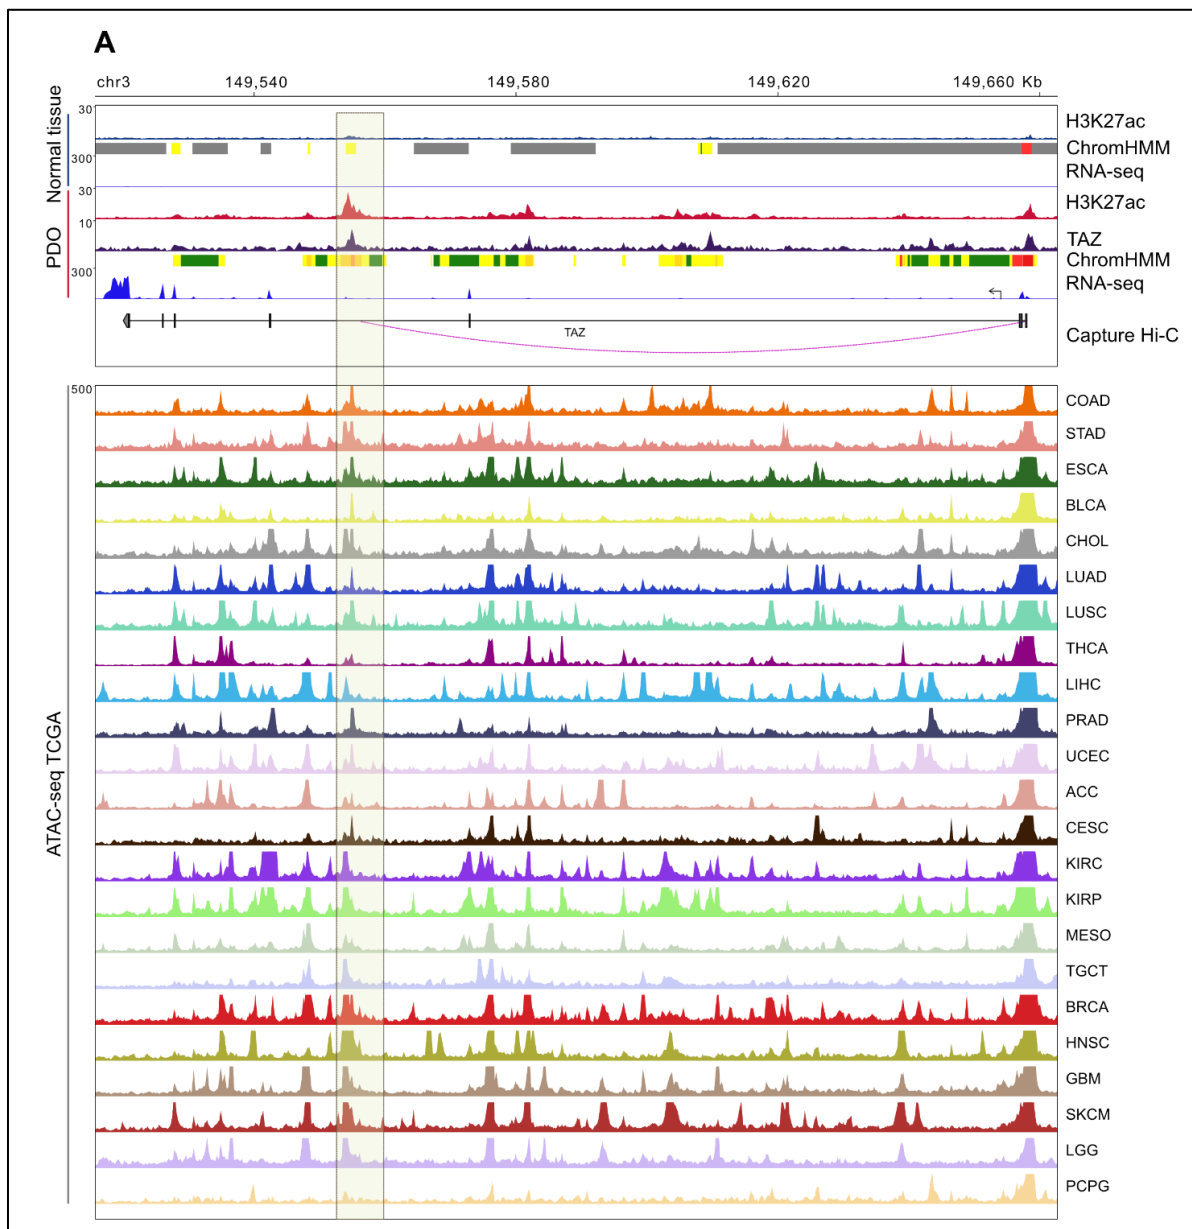 A
chr3 149,540 149,580 149,620 149,660 Kb
Normal tissue
30
H3K27ac
ChromHMM
300
RNA-seq
PDO
30
H3K27ac
10
TAZ
ChromHMM
300
RNA-seq
TAZ
Capture Hi-C
ATAC-seq TCGA
500
COAD
STAD
ESCA
BLCA
CHOL
LUAD
LUSC
THCA
LIHC
PRAD
UCEC
ACC
CESC
KIRC
KIRP
MESO
TGCT
BRCA
HNSC
GBM
SKCM
LGG
PCPG